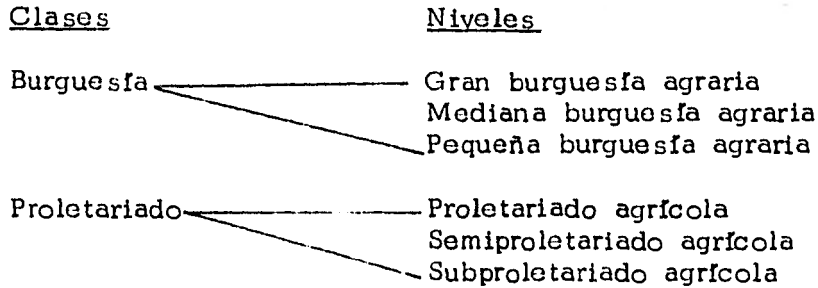 Clases Niveles
Burguesía Gran burguesía agraria
Mediana burguesía agraria
Pequeña burguesía agraria
Proletariado Proletariado agrícola
Semiproletariado agrícola
Subproletariado agrícola